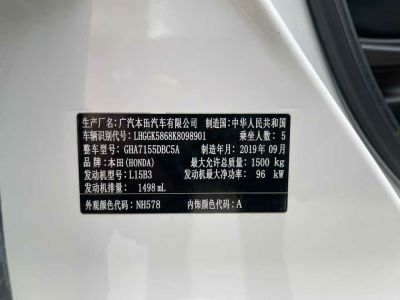 生产厂名:广汽本田汽车有限公司 制造国:中华人民共和国
车辆识别代号:LHGGK5868K8098901 乘坐人数:5
整车型号:GHA7155DBC5A 制造年月:2019年09月
品牌:本田(HONDA) 最大允许总质量:1500 kg
发动机型号:L15B3 发动机最大净功率:96 kW
发动机排量:1498 mL
外观颜色代码:NH578 内饰颜色代码:A